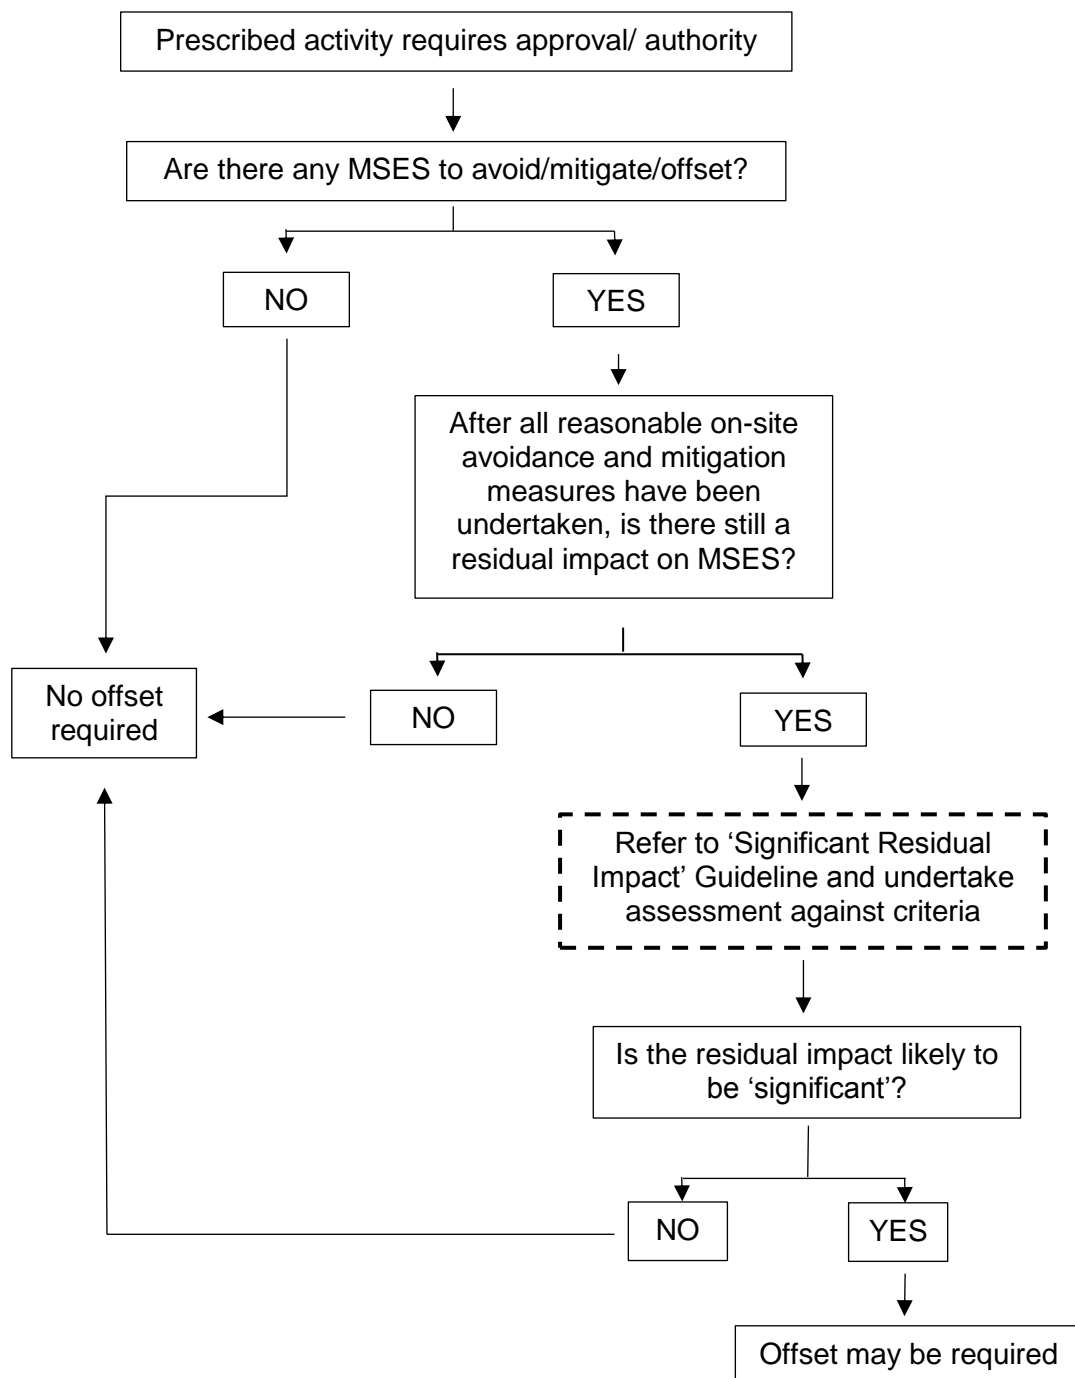 Prescribed activity requires approval/ authority
Are there any MSES to avoid/mitigate/offset?
NO
YES
After all reasonable on-site
avoidance and mitigation
measures have been
undertaken, is there still a
residual impact on MSES?
No offset
required
NO
YES
Refer to ‘Significant Residual
Impact’ Guideline and undertake
assessment against criteria
Is the residual impact likely to
be ‘significant’?
NO
YES
Offset may be required